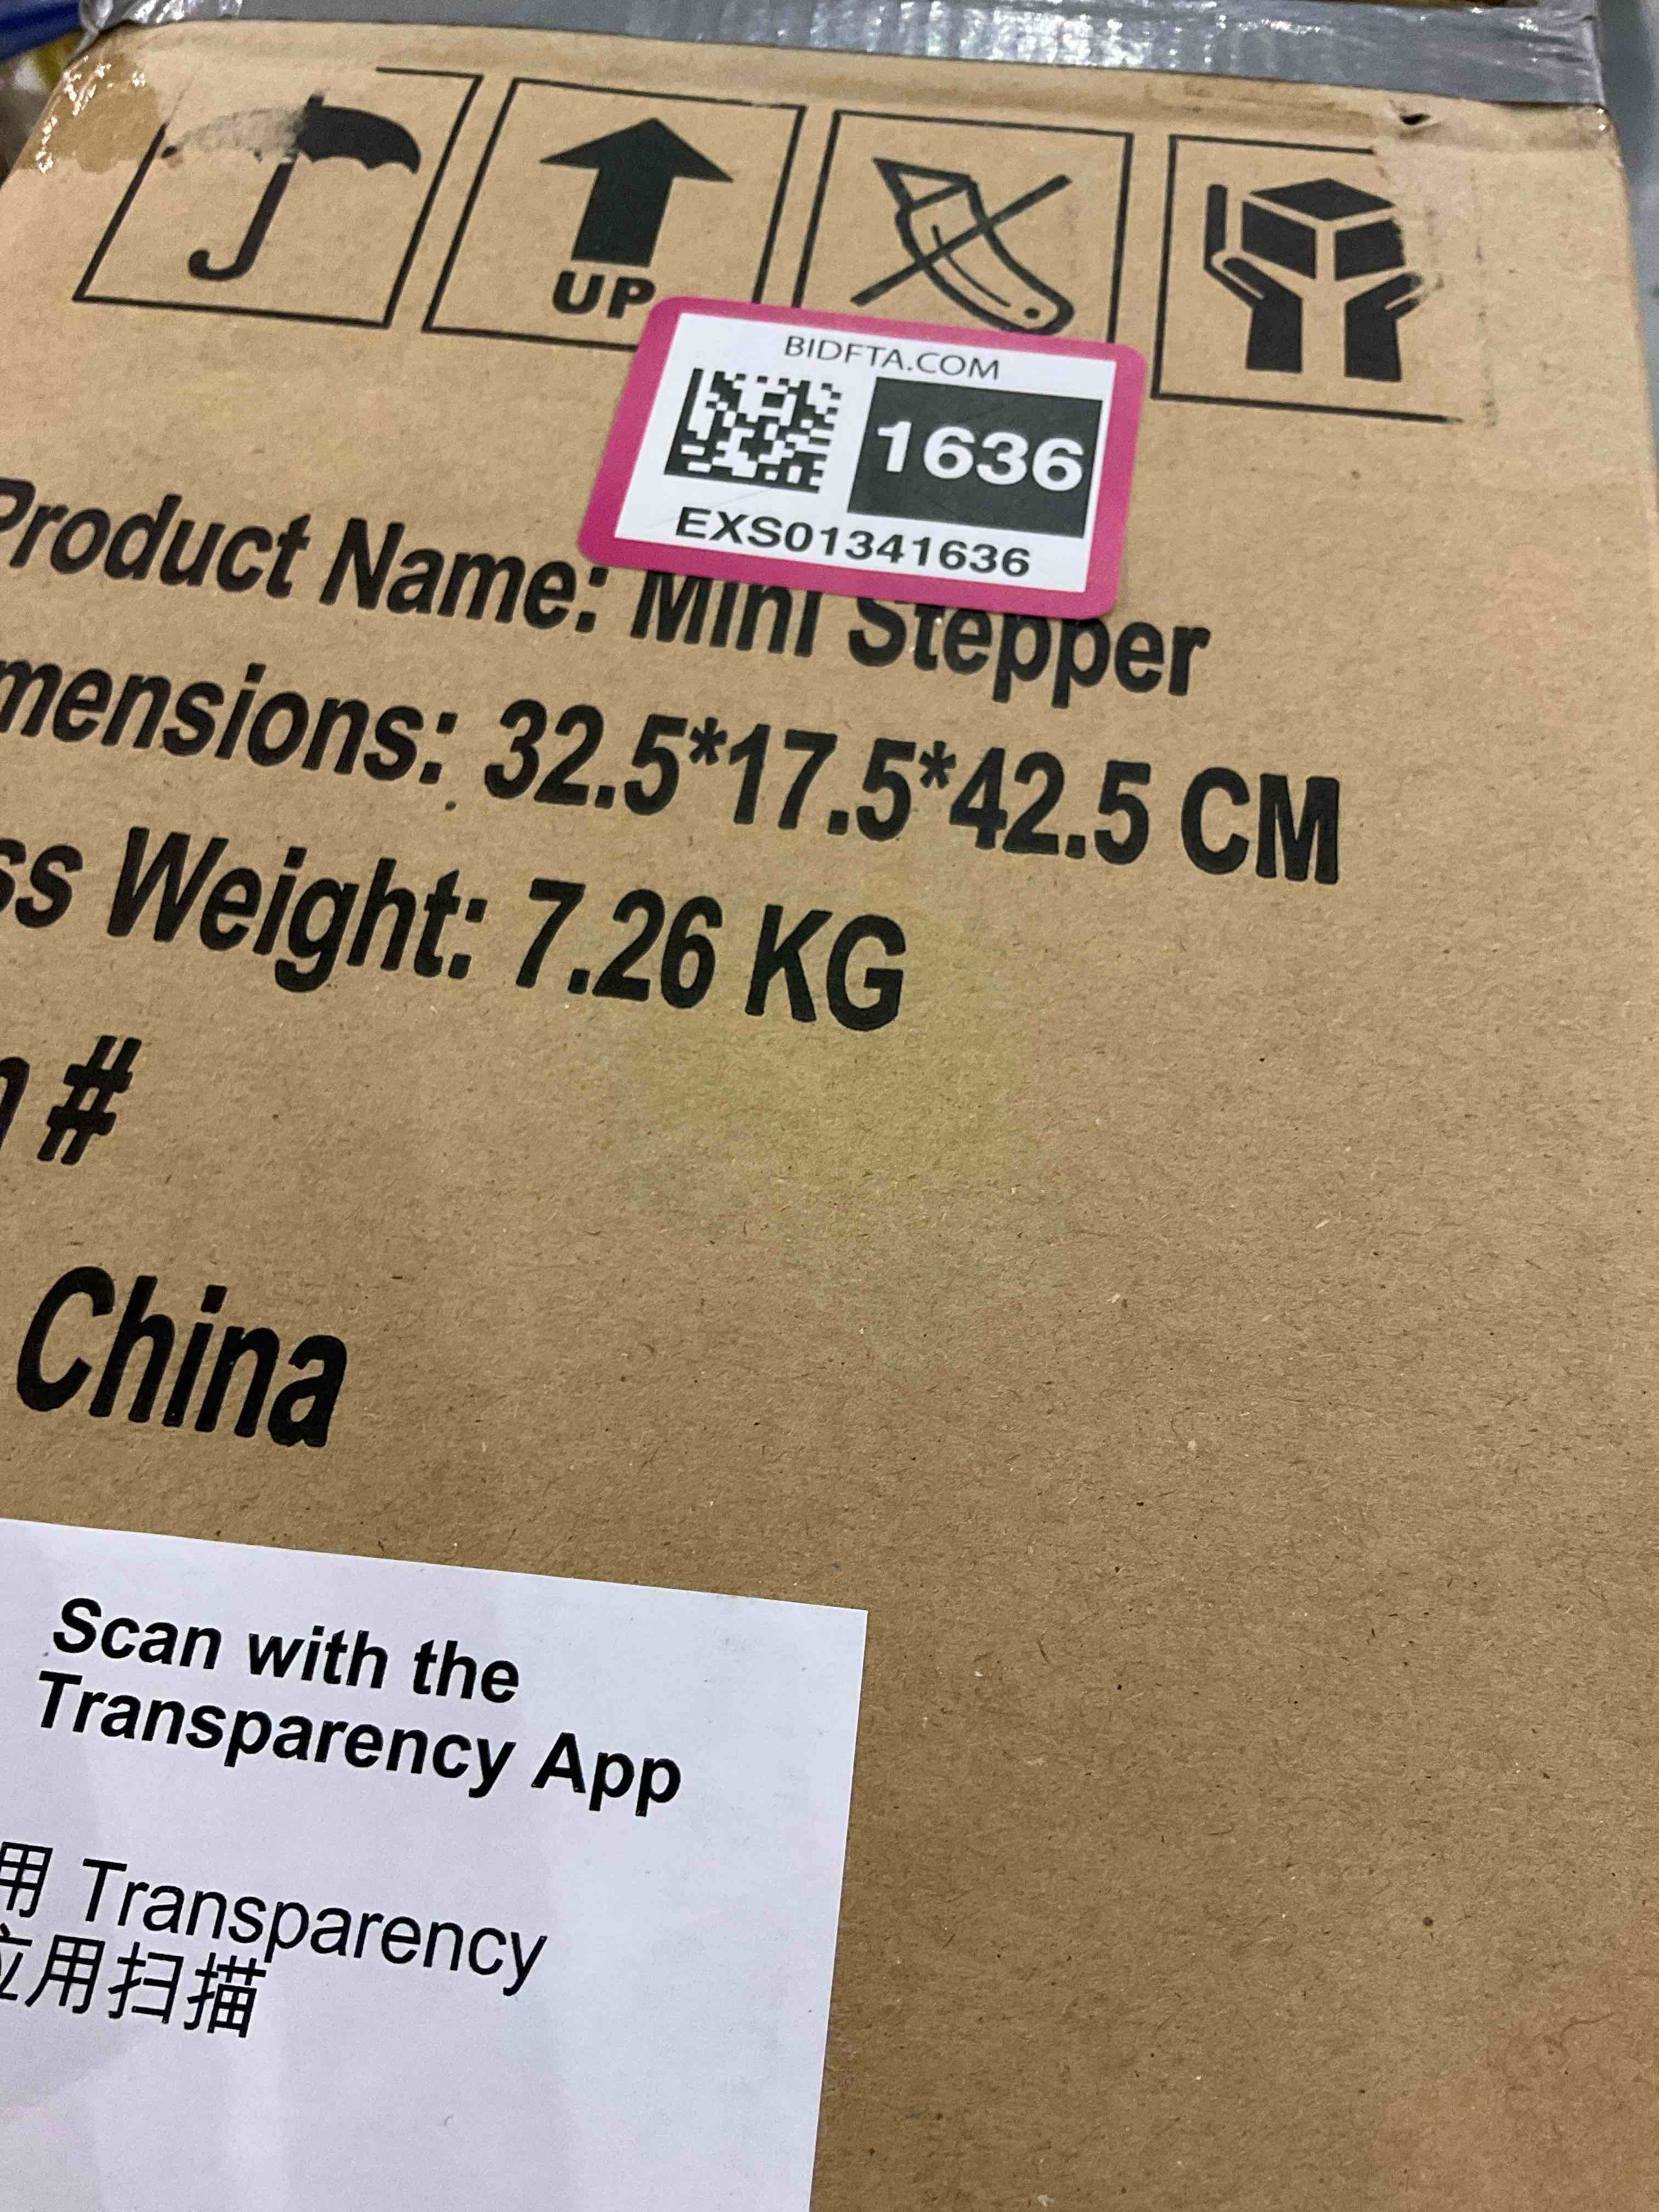 UP
BIDFTA.COM
1636
EXS01341636
Product Name: Mini Stepper
mensions: 32.5*17.5*42.5 CM
ss Weight: 7.26 KG
#
China
Scan with the
Transparency App
用 Transparency
应用扫描